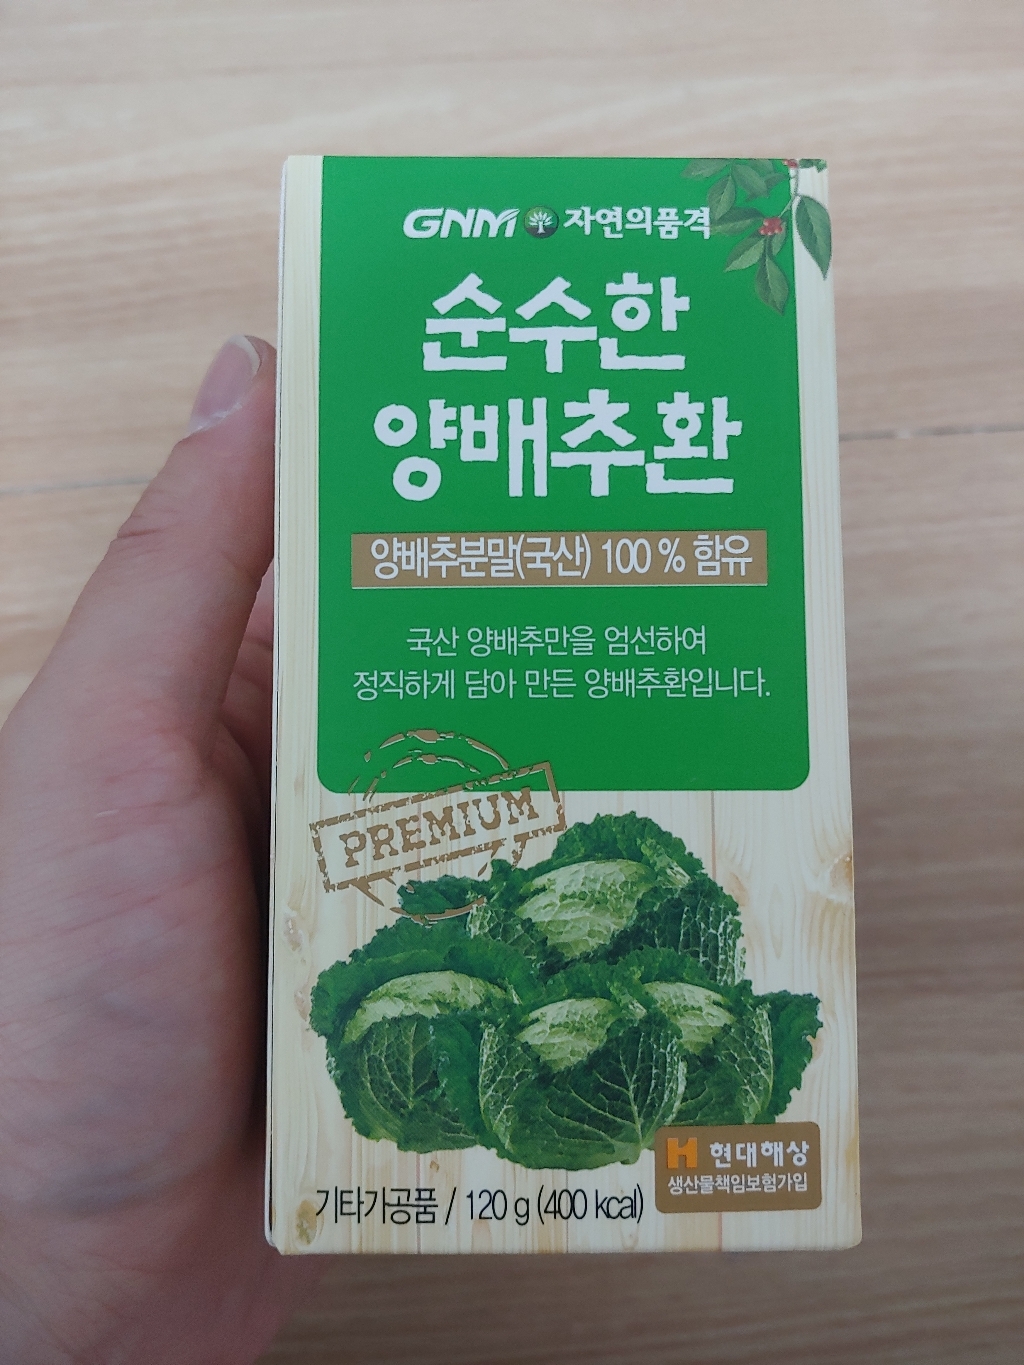 GNM 자연의품격
순수한
양배추환
양배추분말(국산) 100 % 함유
국산 양배추만을 엄선하여
정직하게 담아 만든 양배추환입니다.
PREMIUM
H 현대해상
생산물책임보험가입
기타가공품 / 120 g (400 kcal)